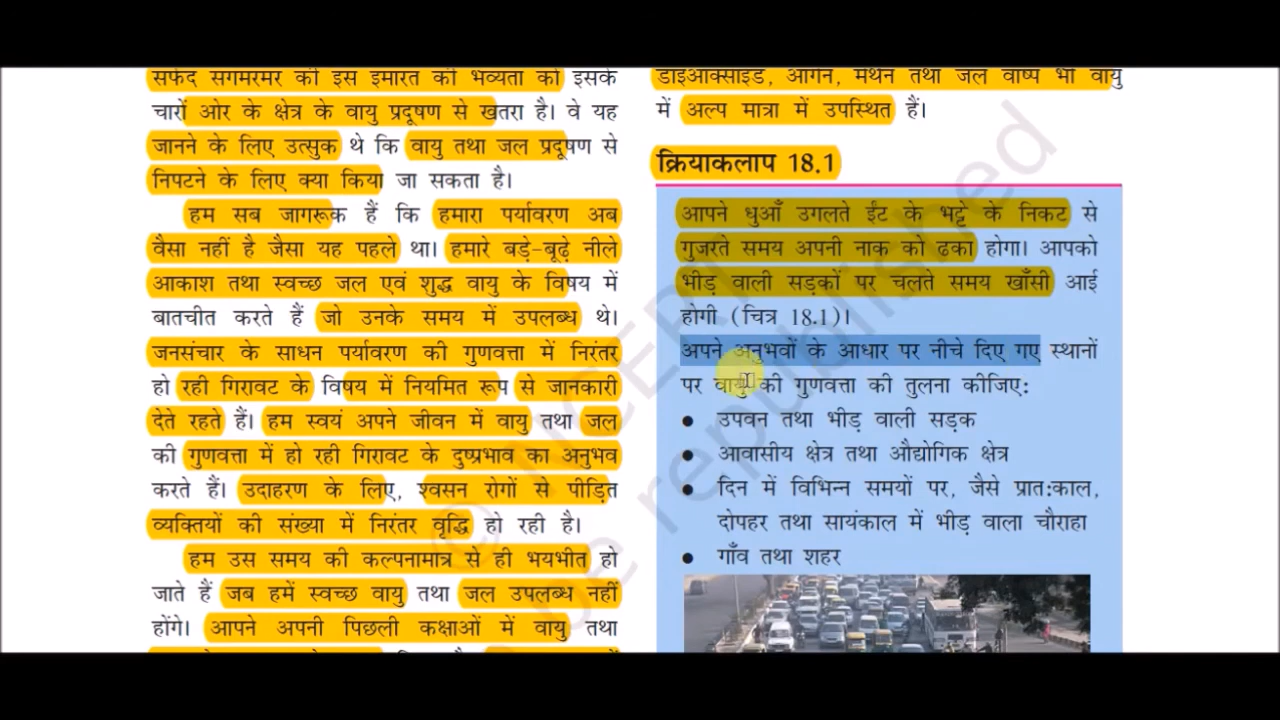 सफेद संगमरमर की इस इमारत की भव्यता को इसके
चारों ओर के क्षेत्र के वायु प्रदूषण से खतरा है। वे यह
जानने के लिए उत्सुक थे कि वायु तथा जल प्रदूषण से
निपटने के लिए क्या किया जा सकता है।
हम सब जागरूक हैं कि हमारा पर्यावरण अब
वैसा नहीं है जैसा यह पहले था। हमारे बड़े-बूढ़े नीले
आकाश तथा स्वच्छ जल एवं शुद्ध वायु के विषय में
बातचीत करते हैं जो उनके समय में उपलब्ध थे।
जनसंचार के साधन पर्यावरण की गुणवत्ता में निरंतर
हो रही गिरावट के विषय में नियमित रूप से जानकारी
देते रहते हैं। हम स्वयं अपने जीवन में वायु तथा जल
की गुणवत्ता में हो रही गिरावट के दुष्प्रभाव का अनुभव
करते हैं। उदाहरण के लिए, श्वसन रोगों से पीड़ित
व्यक्तियों की संख्या में निरंतर वृद्धि हो रही है।
हम उस समय की कल्पनामात्र से ही भयभीत हो
जाते हैं जब हमें स्वच्छ वायु तथा जल उपलब्ध नहीं
होंगे। आपने अपनी पिछली कक्षाओं में वायु तथा
डाइऑक्साइड, ऑर्गन, मेथैन तथा जल वाष्प भी वायु
में अल्प मात्रा में उपस्थित हैं।
क्रियाकलाप 18.1
आपने धुआँ उगलते ईंट के भट्टे के निकट से
गुजरते समय अपनी नाक को ढका होगा। आपको
भीड़ वाली सड़कों पर चलते समय खाँसी आई
होगी (चित्र 18.1)।
अपने अनुभवों के आधार पर नीचे दिए गए स्थानों
पर वायु की गुणवत्ता की तुलना कीजिए:
● उपवन तथा भीड़ वाली सड़क
● आवासीय क्षेत्र तथा औद्योगिक क्षेत्र
● दिन में विभिन्न समयों पर, जैसे प्रात:काल,
दोपहर तथा सायंकाल में भीड़ वाला चौराहा
● गाँव तथा शहर
© NCERT
be republished